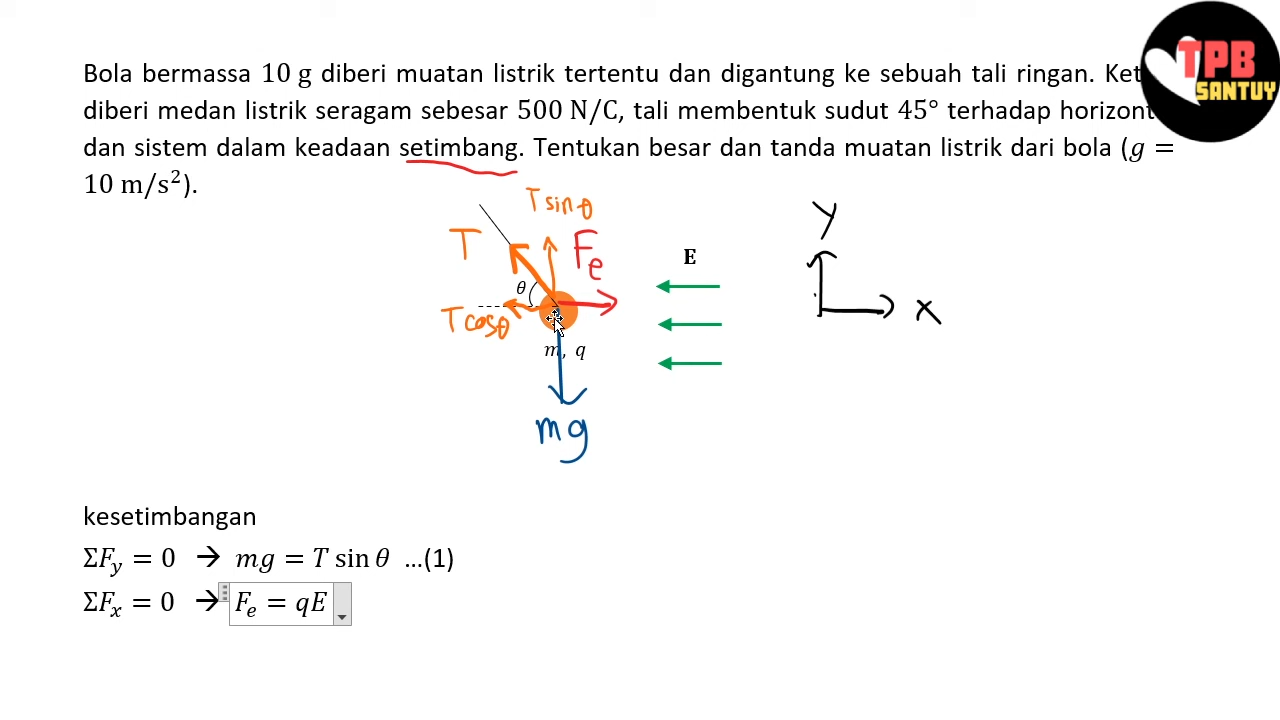 Bola bermassa 10 g diberi muatan listrik tertentu dan digantung ke sebuah tali ringan.
diberi medan listrik seragam sebesar 500 N/C, tali membentuk sudut 45° terhadap
dan sistem dalam keadaan setimbang. Tentukan besar dan tanda muatan listrik dari bola (g =
10 m/s²).
TPB
SANTUY
T sin θ
T
Fe
θ
T cos θ
m, q
mg
E
Y
X
kesetimbangan
ΣFy = 0 → mg = T sin θ ...(1)
ΣFx = 0 → Fe = qE